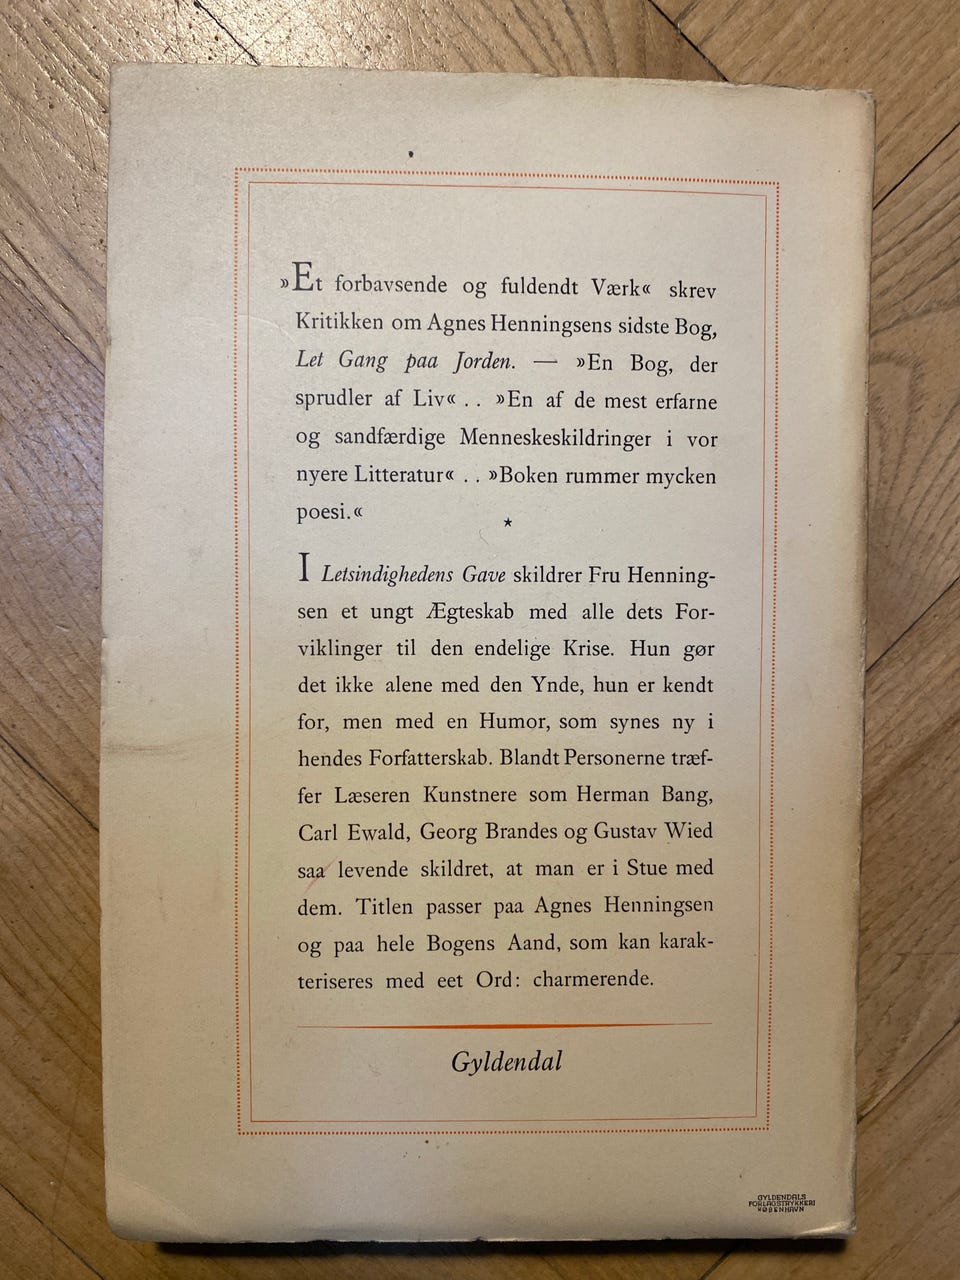 »Et forbavsende og fuldendt Værk« skrev
Kritikken om Agnes Henningsens sidste Bog,
Let Gang paa Jorden. — »En Bog, der
sprudler af Liv« . . »En af de mest erfarne
og sandfærdige Menneskeskildringer i vor
nyere Litteratur« . . »Boken rummer mycken
poesi.«
★
I Letsindighedens Gave skildrer Fru Henning-
sen et ungt Ægteskab med alle dets For-
viklinger til den endelige Krise. Hun gør
det ikke alene med den Ynde, hun er kendt
for, men med en Humor, som synes ny i
hendes Forfatterskab. Blandt Personerne træf-
fer Læseren Kunstnere som Herman Bang,
Carl Ewald, Georg Brandes og Gustav Wied
saa levende skildret, at man er i Stue med
dem. Titlen passer paa Agnes Henningsen
og paa hele Bogens Aand, som kan karak-
teriseres med eet Ord: charmerende.
Gyldendal
GYLDENDALS
FORLAGSTRYKKERI
KØBENHAVN